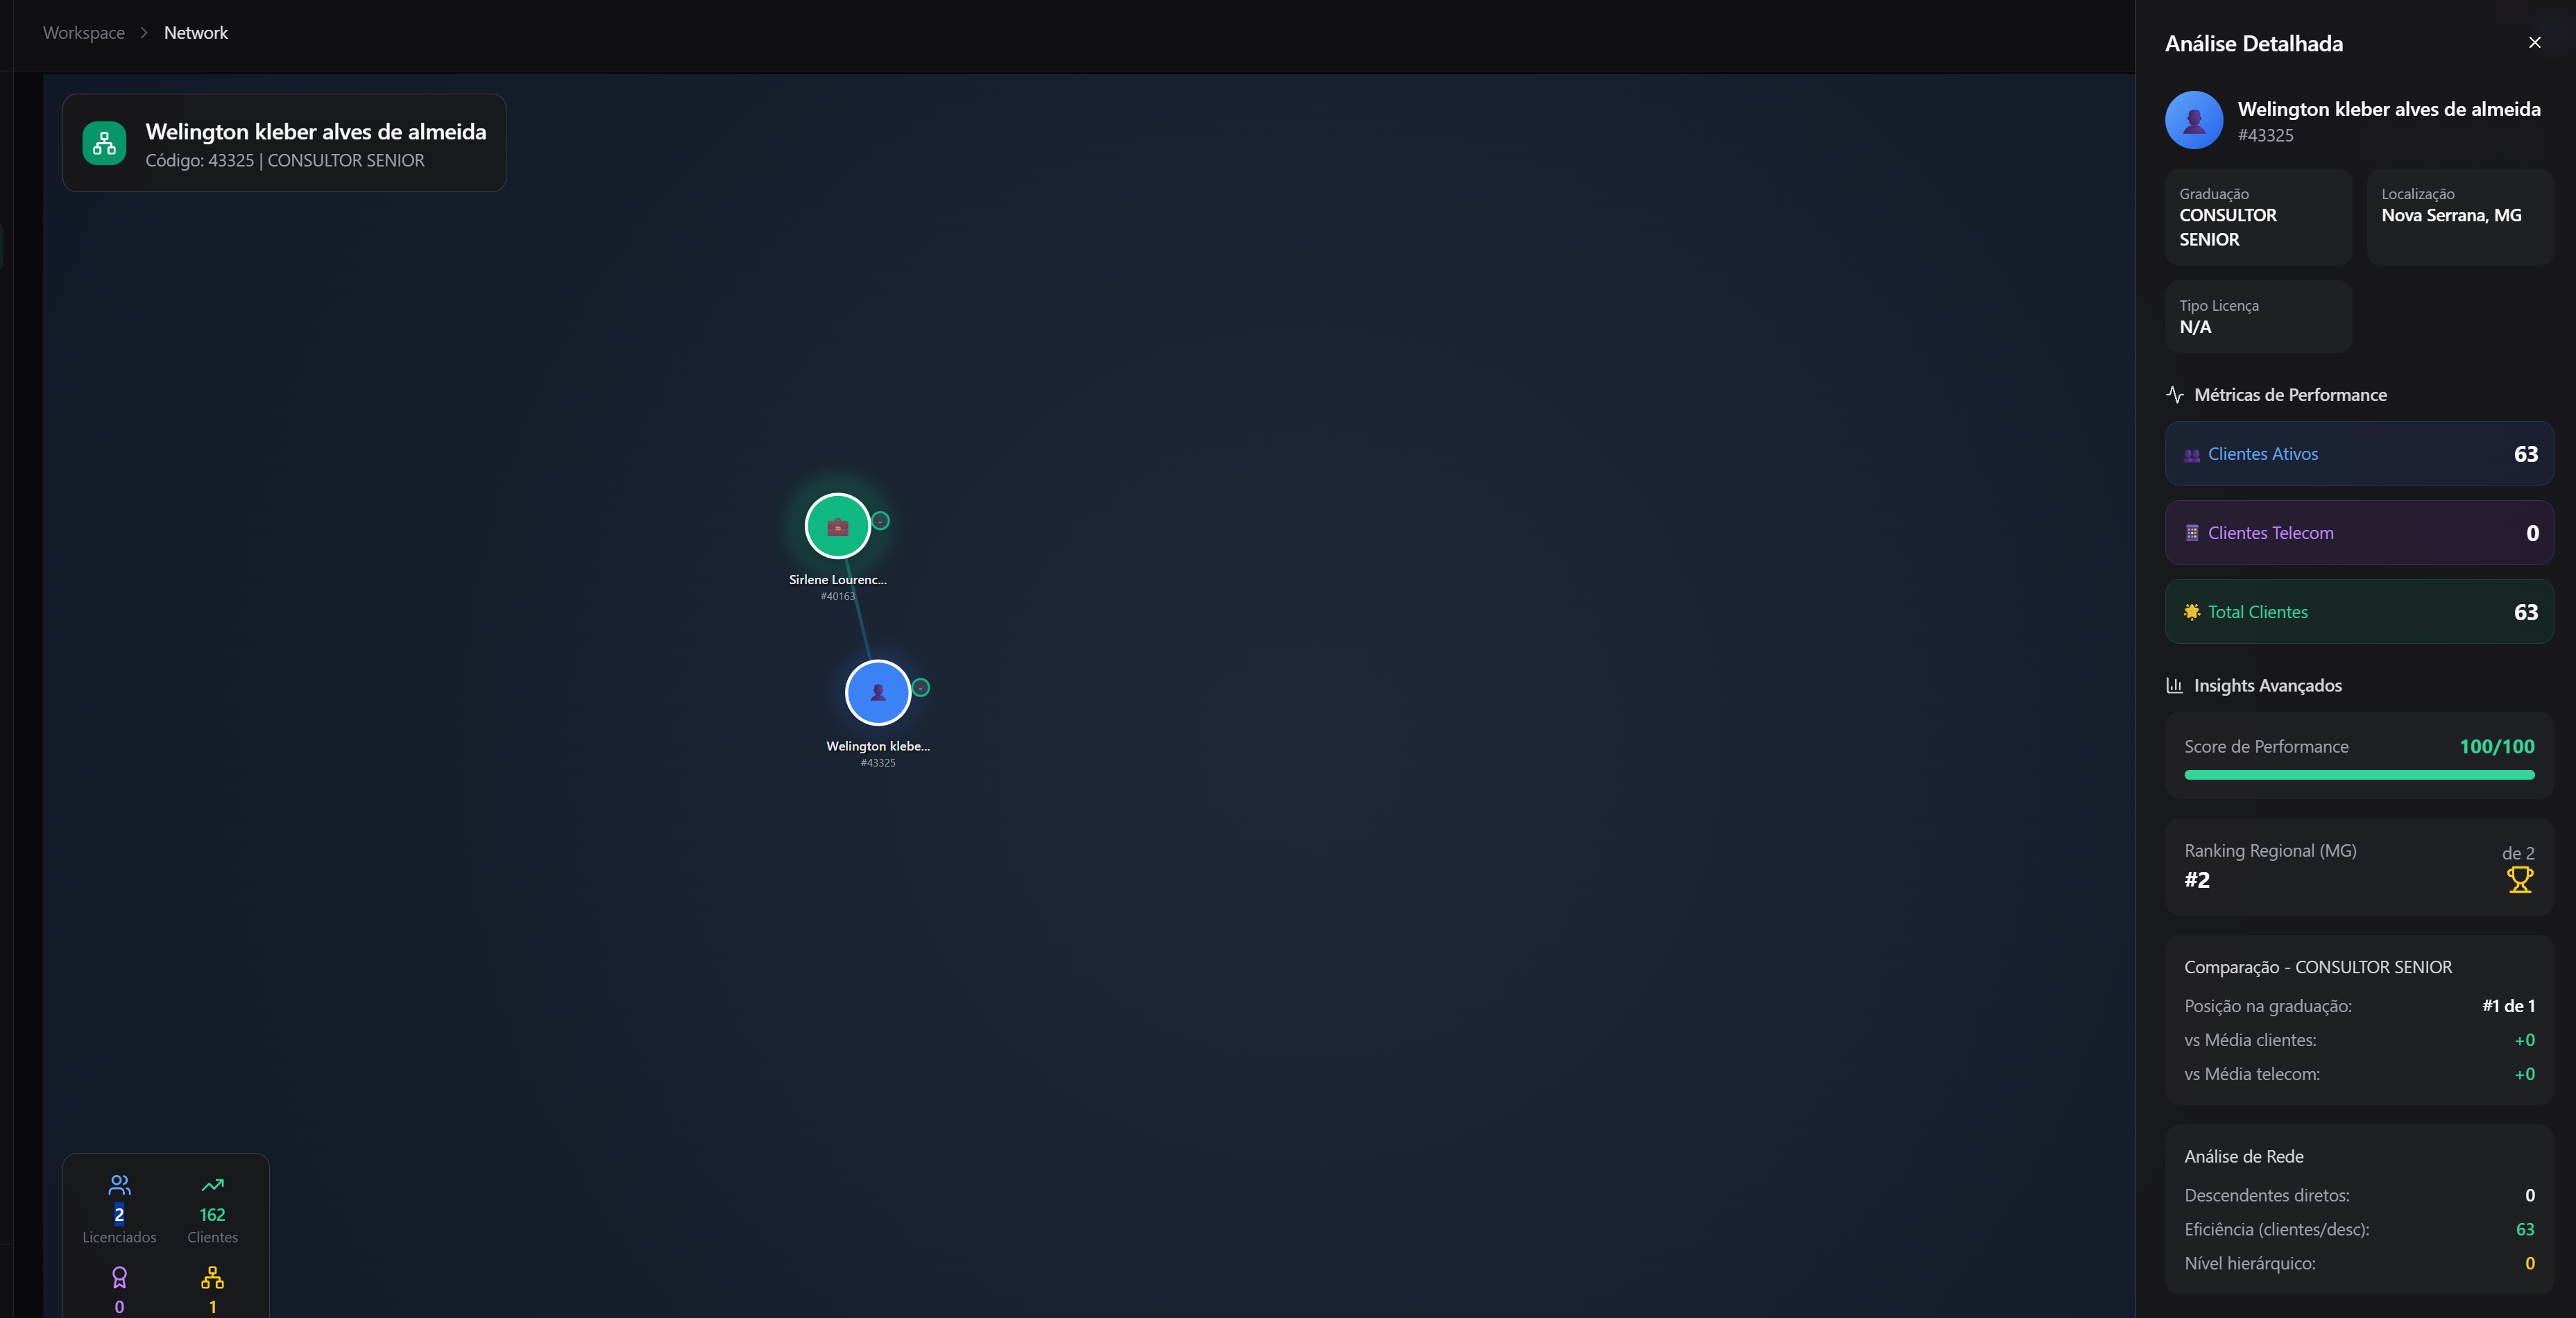 Workspace > Network
Welington kleber alves de almeida
Código: 43325 | CONSULTOR SENIOR
Sirlene Lourenc...
#40163
Welington klebe...
#43325
2
Licenciados
162
Clientes
0
1
Análise Detalhada
Welington kleber alves de almeida
#43325
Graduação
CONSULTOR
SENIOR
Localização
Nova Serrana, MG
Tipo Licença
N/A
Métricas de Performance
Clientes Ativos 63
Clientes Telecom 0
Total Clientes 63
Insights Avançados
Score de Performance 100/100
Ranking Regional (MG) de 2
#2
Comparação - CONSULTOR SENIOR
Posição na graduação: #1 de 1
vs Média clientes: +0
vs Média telecom: +0
Análise de Rede
Descendentes diretos: 0
Eficiência (clientes/desc): 63
Nível hierárquico: 0